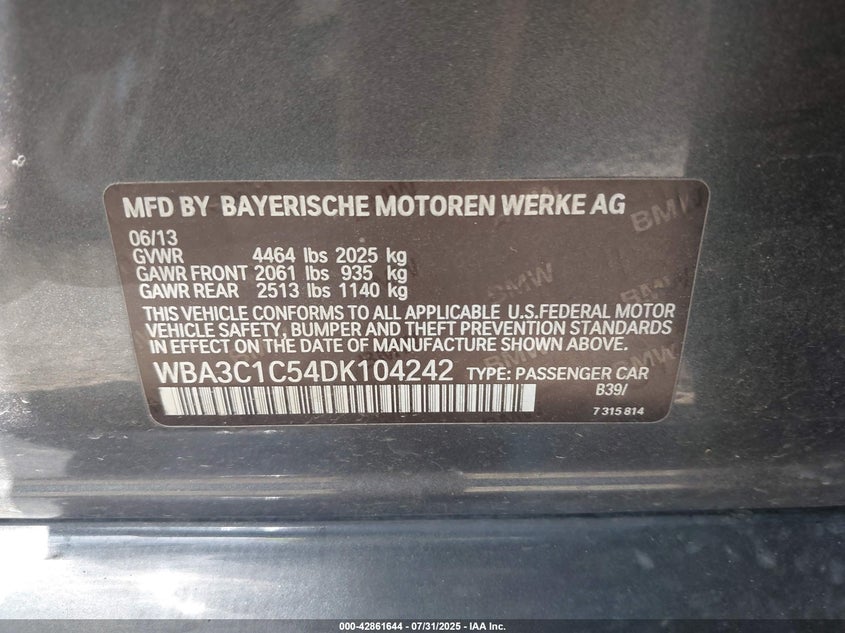 MFD BY BAYERISCHE MOTOREN WERKE AG
06/13
GVWR 4464 lbs 2025 kg
GAWR FRONT 2061 lbs 935 kg
GAWR REAR 2513 lbs 1140 kg
THIS VEHICLE CONFORMS TO ALL APPLICABLE U.S.FEDERAL MOTOR
VEHICLE SAFETY, BUMPER AND THEFT PREVENTION STANDARDS
IN EFFECT ON THE DATE OF MANUFACTURE SHOWN ABOVE.
WBA3C1C54DK104242 TYPE: PASSENGER CAR
B39/
7 315 814
BMW
BMW
000-42861644 / 07/31/2025 - IAA Inc.